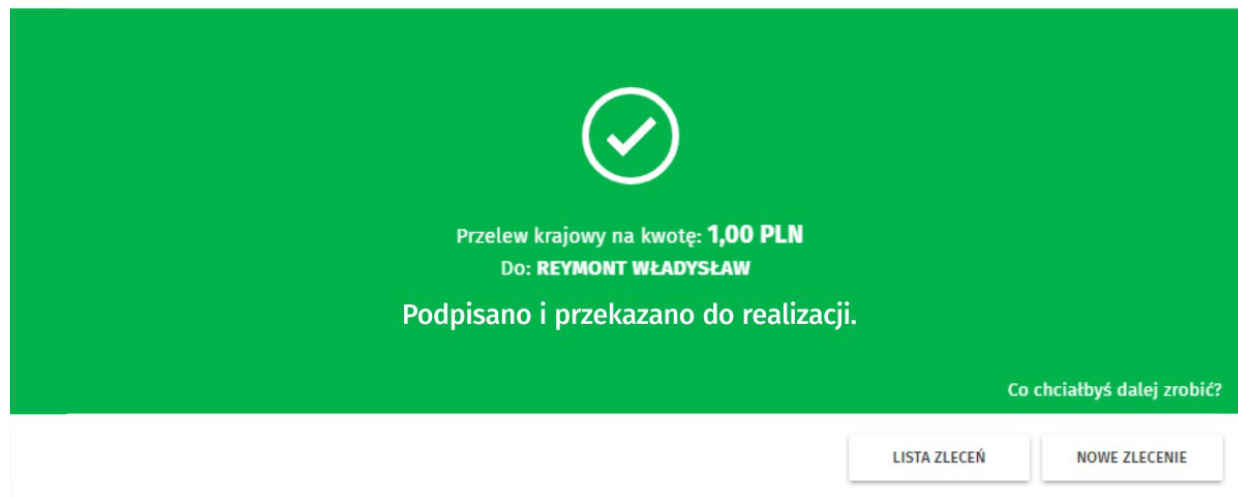 Przelew krajowy na kwotę: 1,00 PLN
Do: REYMONT WŁADYSŁAW
Podpisano i przekazano do realizacji.
Co chciałbyś dalej zrobić?
LISTA ZLECEŃ NOWE ZLECENIE